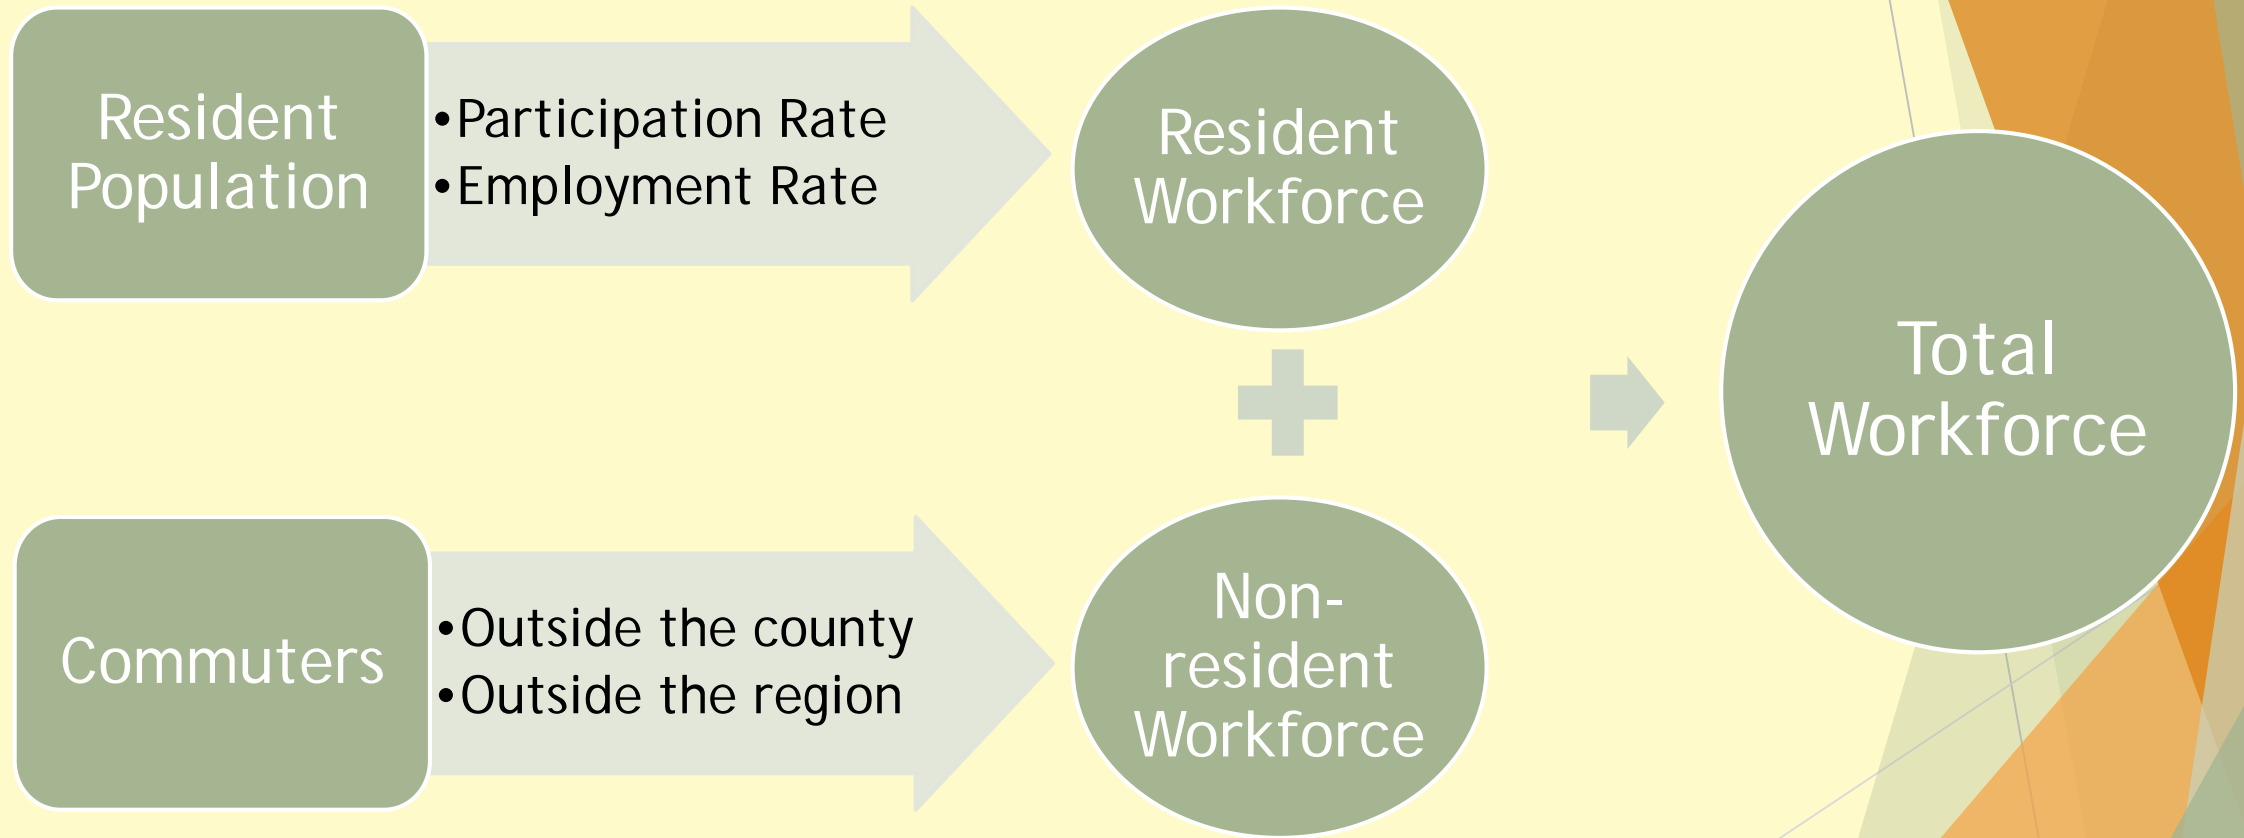 Resident
Population
•Participation Rate
•Employment Rate
Resident
Workforce
Commuters
•Outside the county
•Outside the region
Non-
resident
Workforce
Total
Workforce